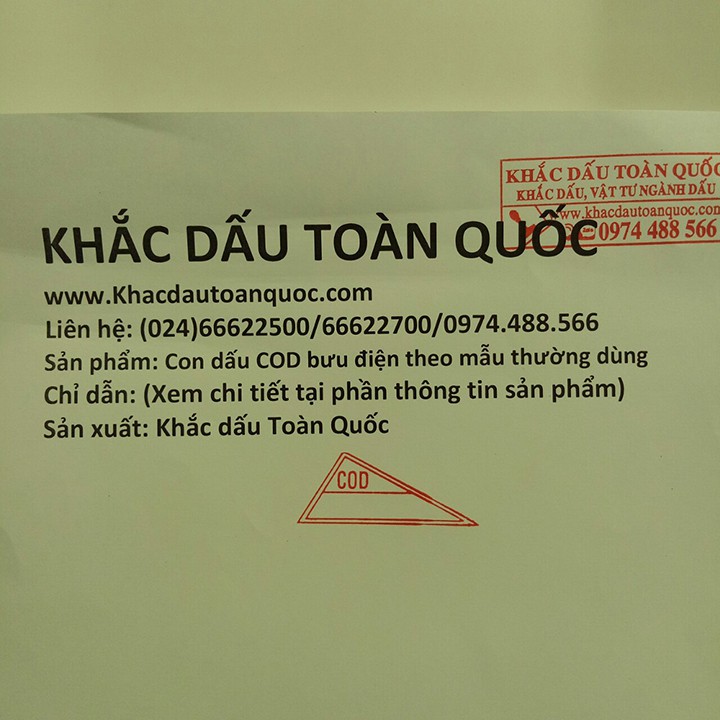 KHẮC DẤU TOÀN QUỐC
KHẮC DẤU, VẬT TƯ NGÀNH DẤU
www.khacdautoanquoc.com
0974 488 566
KHẮC DẤU TOÀN QUỐC
www.Khacdautoanquoc.com
Liên hệ: (024)66622500/66622700/0974.488.566
Sản phẩm: Con dấu COD bưu điện theo mẫu thường dùng
Chỉ dẫn: (Xem chi tiết tại phần thông tin sản phẩm)
Sản xuất: Khắc dấu Toàn Quốc
COD